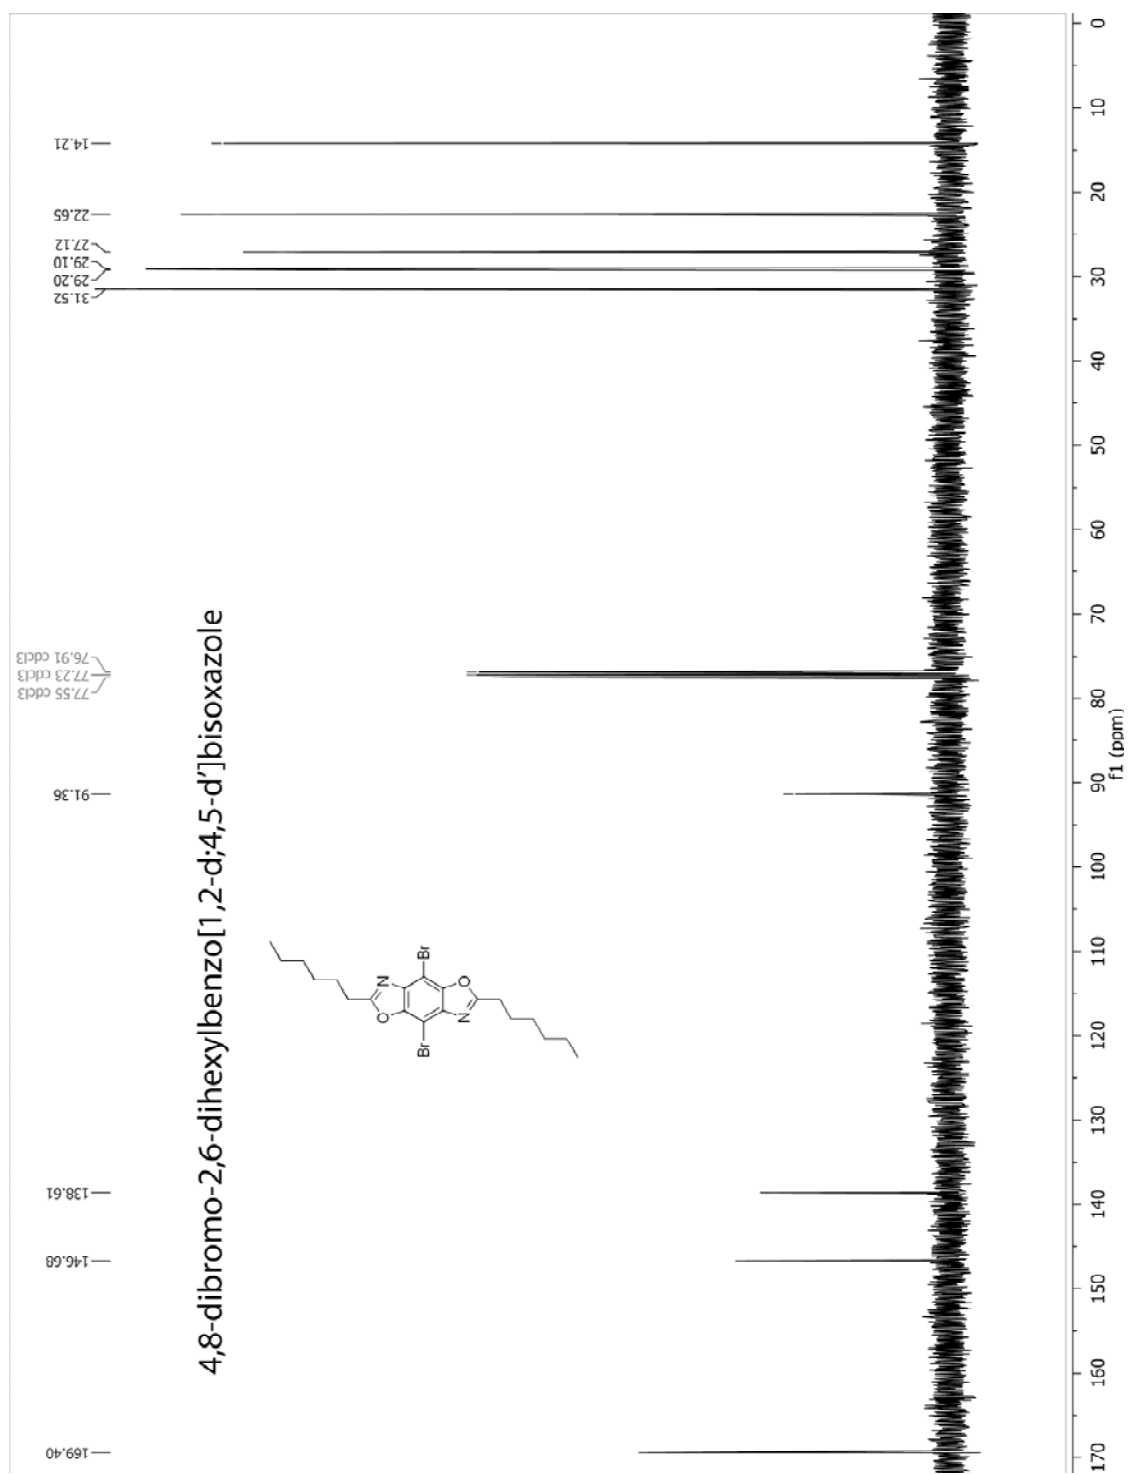 169.40
146.68
138.61
91.36
77.55 cdcl3
77.23 cdcl3
76.91 cdcl3
31.52
29.20
29.10
27.12
22.65
14.21
4,8-dibromo-2,6-dihexylbenzo[1,2-d;4,5-d']bisoxazole
Br
O
N
N
O
Br
170 160 150 140 130 120 110 100 90 80 70 60 50 40 30 20 10 0
f1 (ppm)